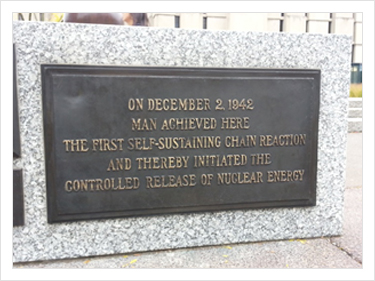 ON DECEMBER 2, 1942
MAN ACHIEVED HERE
THE FIRST SELF-SUSTAINING CHAIN REACTION
AND THEREBY INITIATED THE
CONTROLLED RELEASE OF NUCLEAR ENERGY